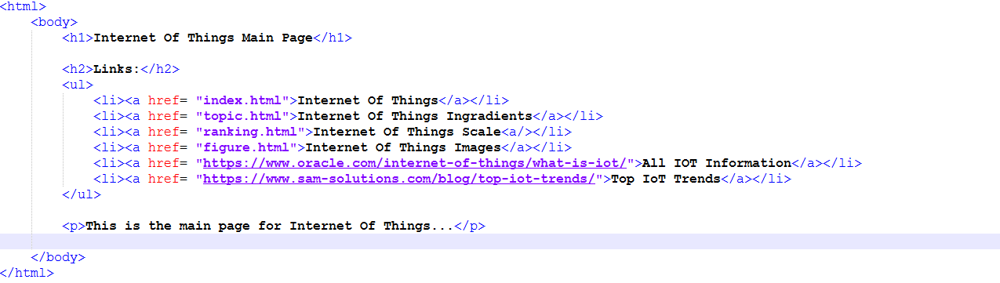 <html>
<body>
<h1>Internet Of Things Main Page</h1>
<h2>Links:</h2>
<ul>
<li><a href= "index.html">Internet Of Things</a></li>
<li><a href= "topic.html">Internet Of Things Ingradients</a></li>
<li><a href= "ranking.html">Internet Of Things Scale<a/></li>
<li><a href= "figure.html">Internet Of Things Images</a></li>
<li><a href= "https://www.oracle.com/internet-of-things/what-is-iot/">All IOT Information</a></li>
<li><a href= "https://www.sam-solutions.com/blog/top-iot-trends/">Top IoT Trends</a></li>
</ul>
<p>This is the main page for Internet Of Things...</p>
</body>
</html>